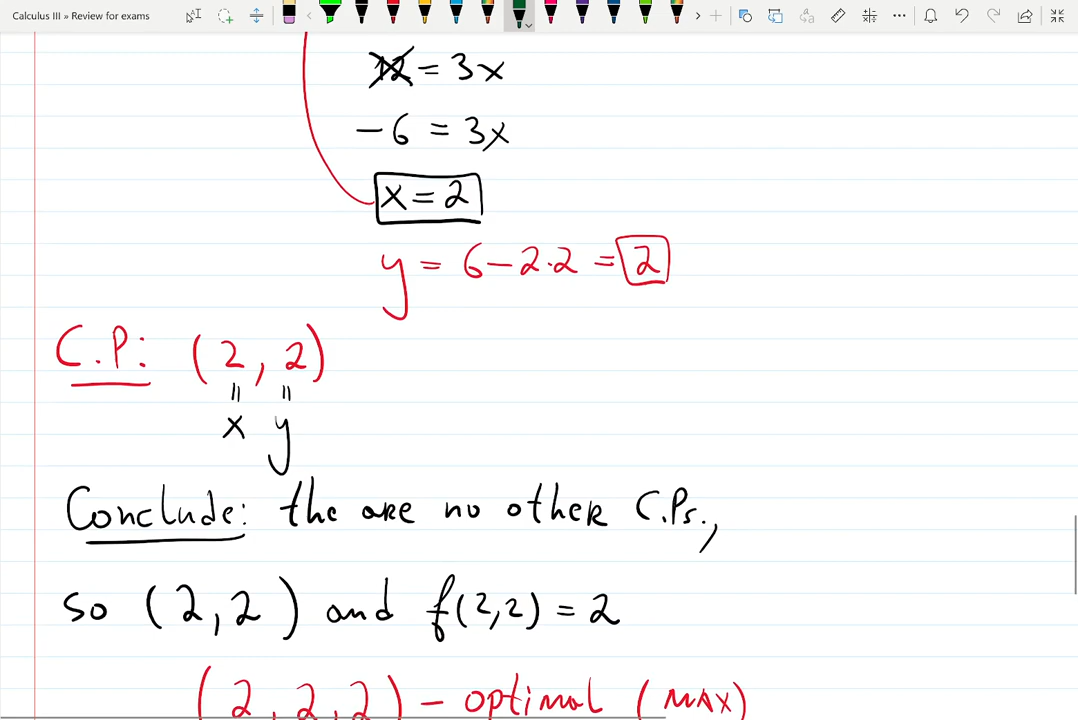 Calculus III » Review for exams
= 3x
-6 = 3x
x = 2
y = 6-2·2 = 2
C.P: (2, 2)
= =
x y
Conclude: the are no other C.Ps.,
so (2,2) and f(2,2) = 2
(2, 2, 2) - optimal (MAX)